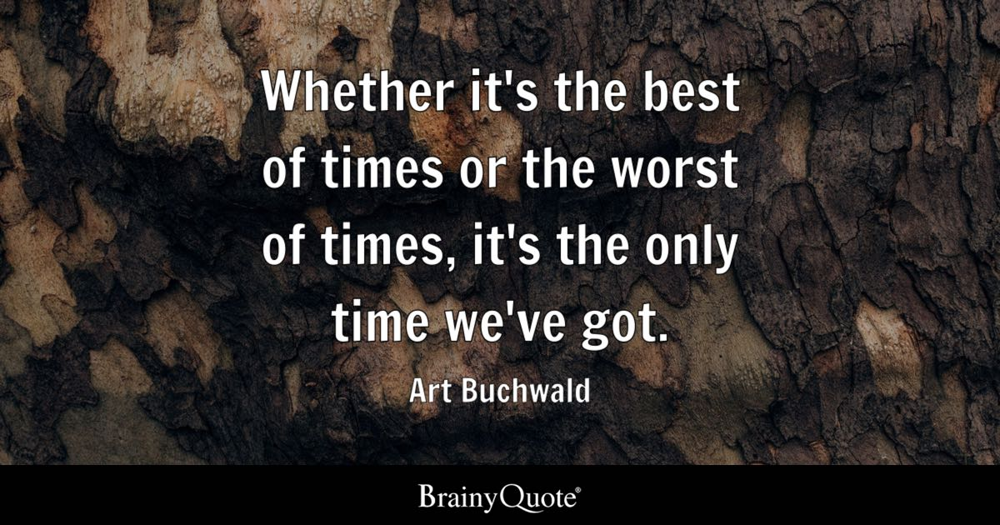 Whether it's the best
of times or the worst
of times, it's the only
time we've got.
Art Buchwald
BrainyQuote®